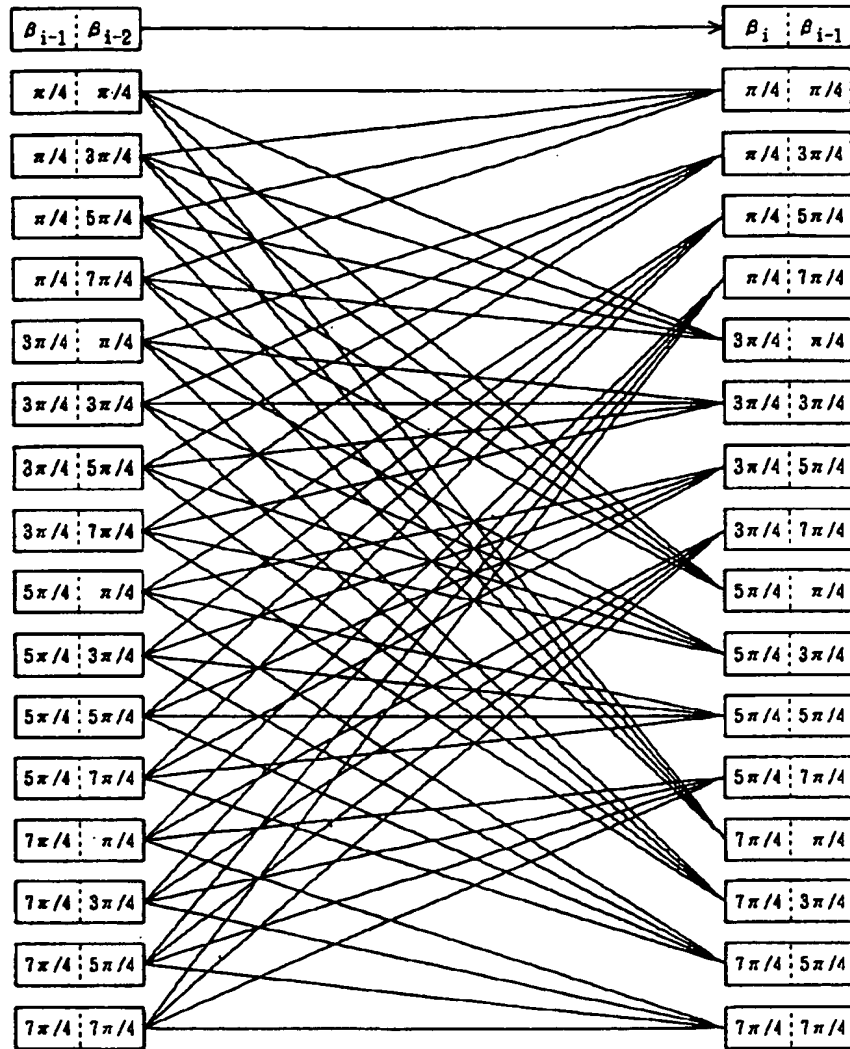 β_{i-1} β_{i-2} β_i β_{i-1}
π/4 π/4 π/4 π/4
π/4 3π/4 π/4 3π/4
π/4 5π/4 π/4 5π/4
π/4 7π/4 π/4 7π/4
3π/4 π/4 3π/4 π/4
3π/4 3π/4 3π/4 3π/4
3π/4 5π/4 3π/4 5π/4
3π/4 7π/4 3π/4 7π/4
5π/4 π/4 5π/4 π/4
5π/4 3π/4 5π/4 3π/4
5π/4 5π/4 5π/4 5π/4
5π/4 7π/4 5π/4 7π/4
7π/4 π/4 7π/4 π/4
7π/4 3π/4 7π/4 3π/4
7π/4 5π/4 7π/4 5π/4
7π/4 7π/4 7π/4 7π/4